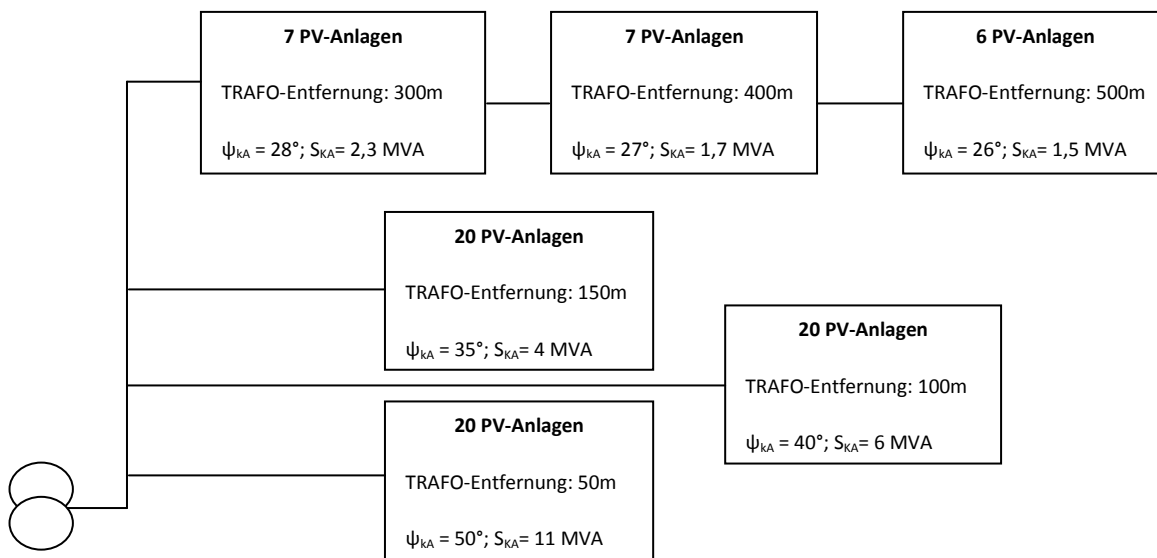 7 PV-Anlagen
TRAFO-Entfernung: 300m
ψkA = 28°; SKA= 2,3 MVA
7 PV-Anlagen
TRAFO-Entfernung: 400m
ψkA = 27°; SKA= 1,7 MVA
6 PV-Anlagen
TRAFO-Entfernung: 500m
ψkA = 26°; SKA= 1,5 MVA
20 PV-Anlagen
TRAFO-Entfernung: 150m
ψkA = 35°; SKA= 4 MVA
20 PV-Anlagen
TRAFO-Entfernung: 100m
ψkA = 40°; SKA= 6 MVA
20 PV-Anlagen
TRAFO-Entfernung: 50m
ψkA = 50°; SKA= 11 MVA